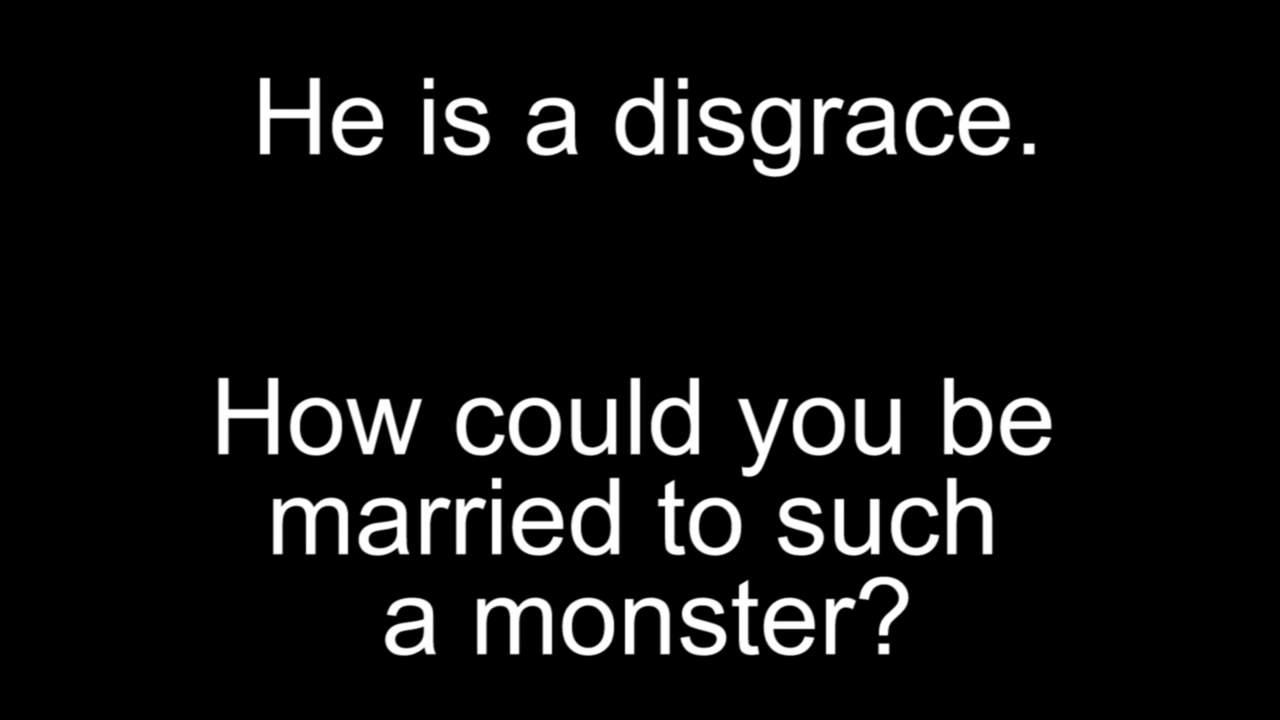 He is a disgrace.
How could you be
married to such
a monster?